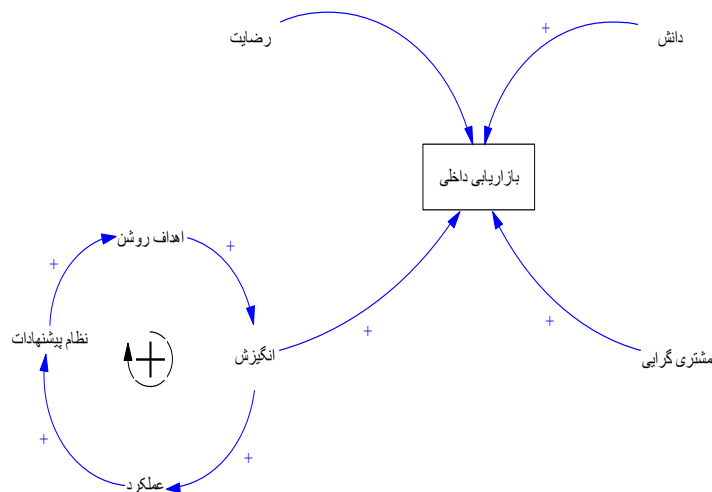 رضایت
دانش
+
بازاریابی داخلی
اهداف روشن
+
+
نظام پیشنهادات
+
انگیزش
+
+
مشتری گرایی
+
+
عملکرد